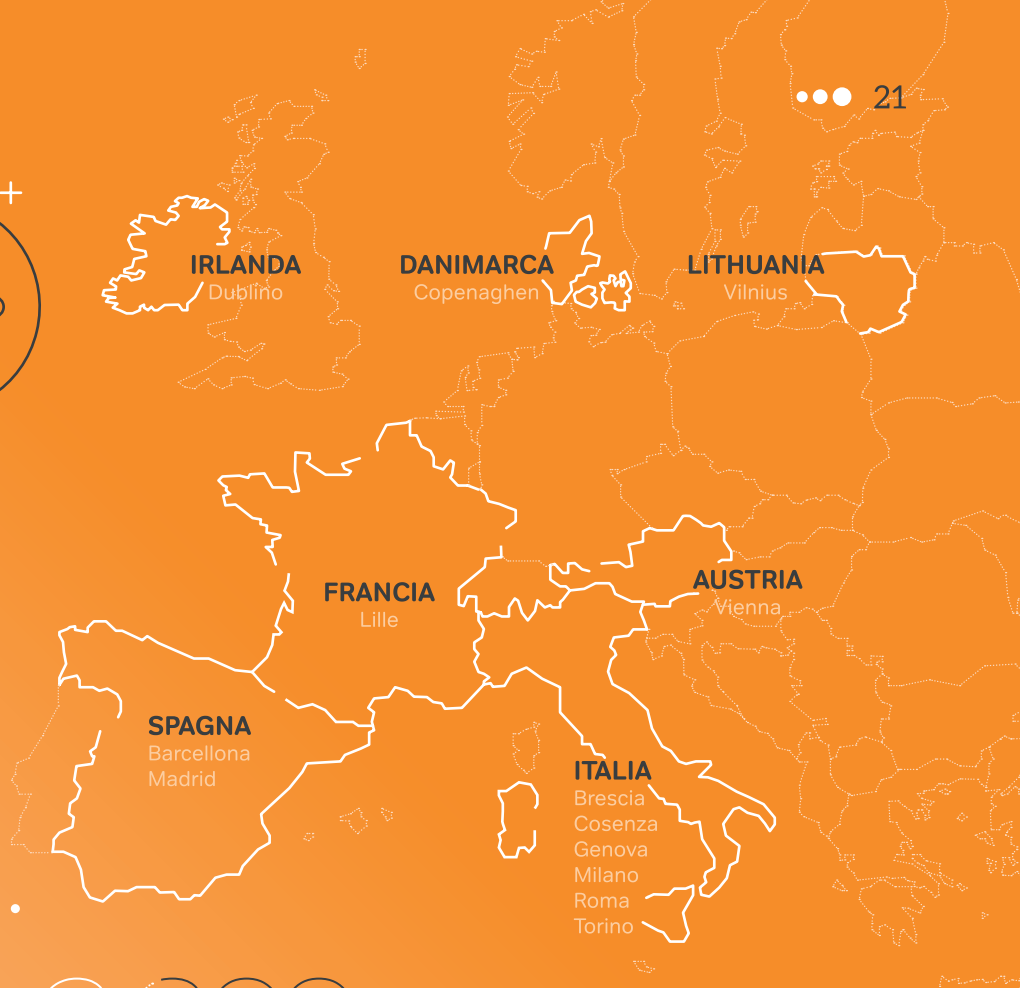 21
IRLANDA
Dublino
DANIMARCA
Copenaghen
LITHUANIA
Vilnius
FRANCIA
Lille
AUSTRIA
Vienna
SPAGNA
Barcellona
Madrid
ITALIA
Brescia
Cosenza
Genova
Milano
Roma
Torino